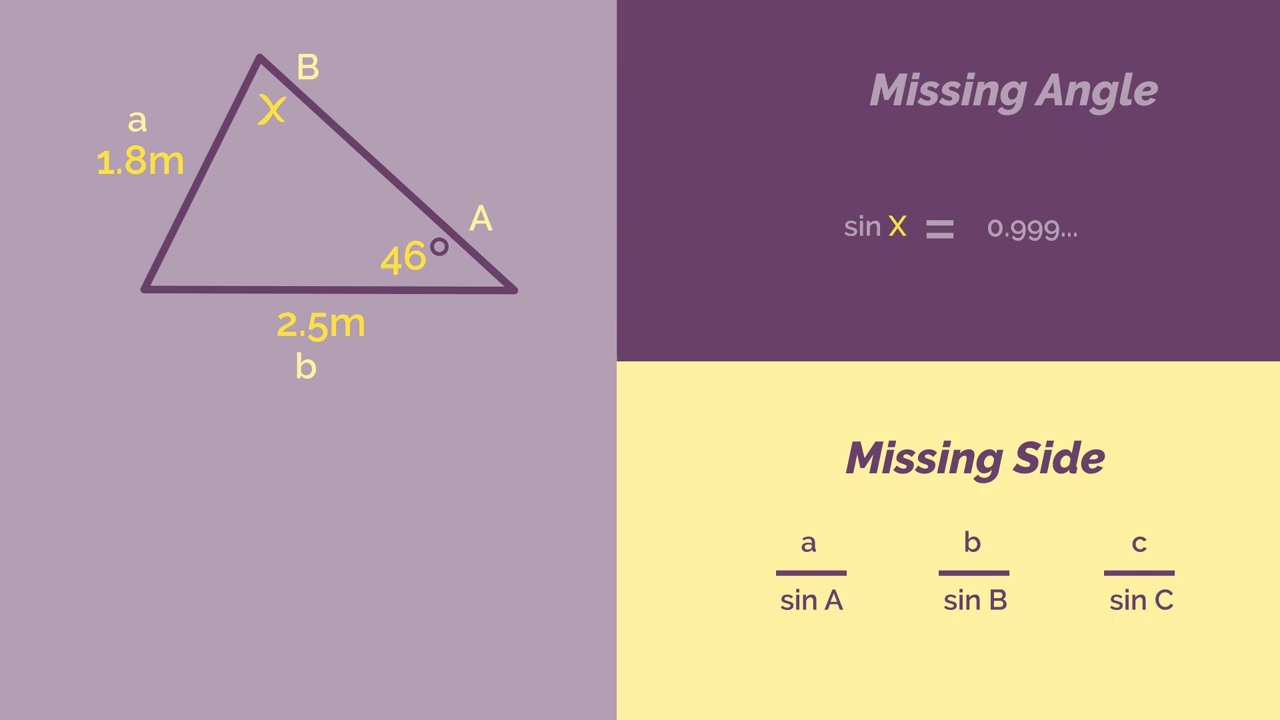 B
X
a
1.8m
A
46°
2.5m
b
Missing Angle
sin X = 0.999...
Missing Side
a b c
sin A sin B sin C